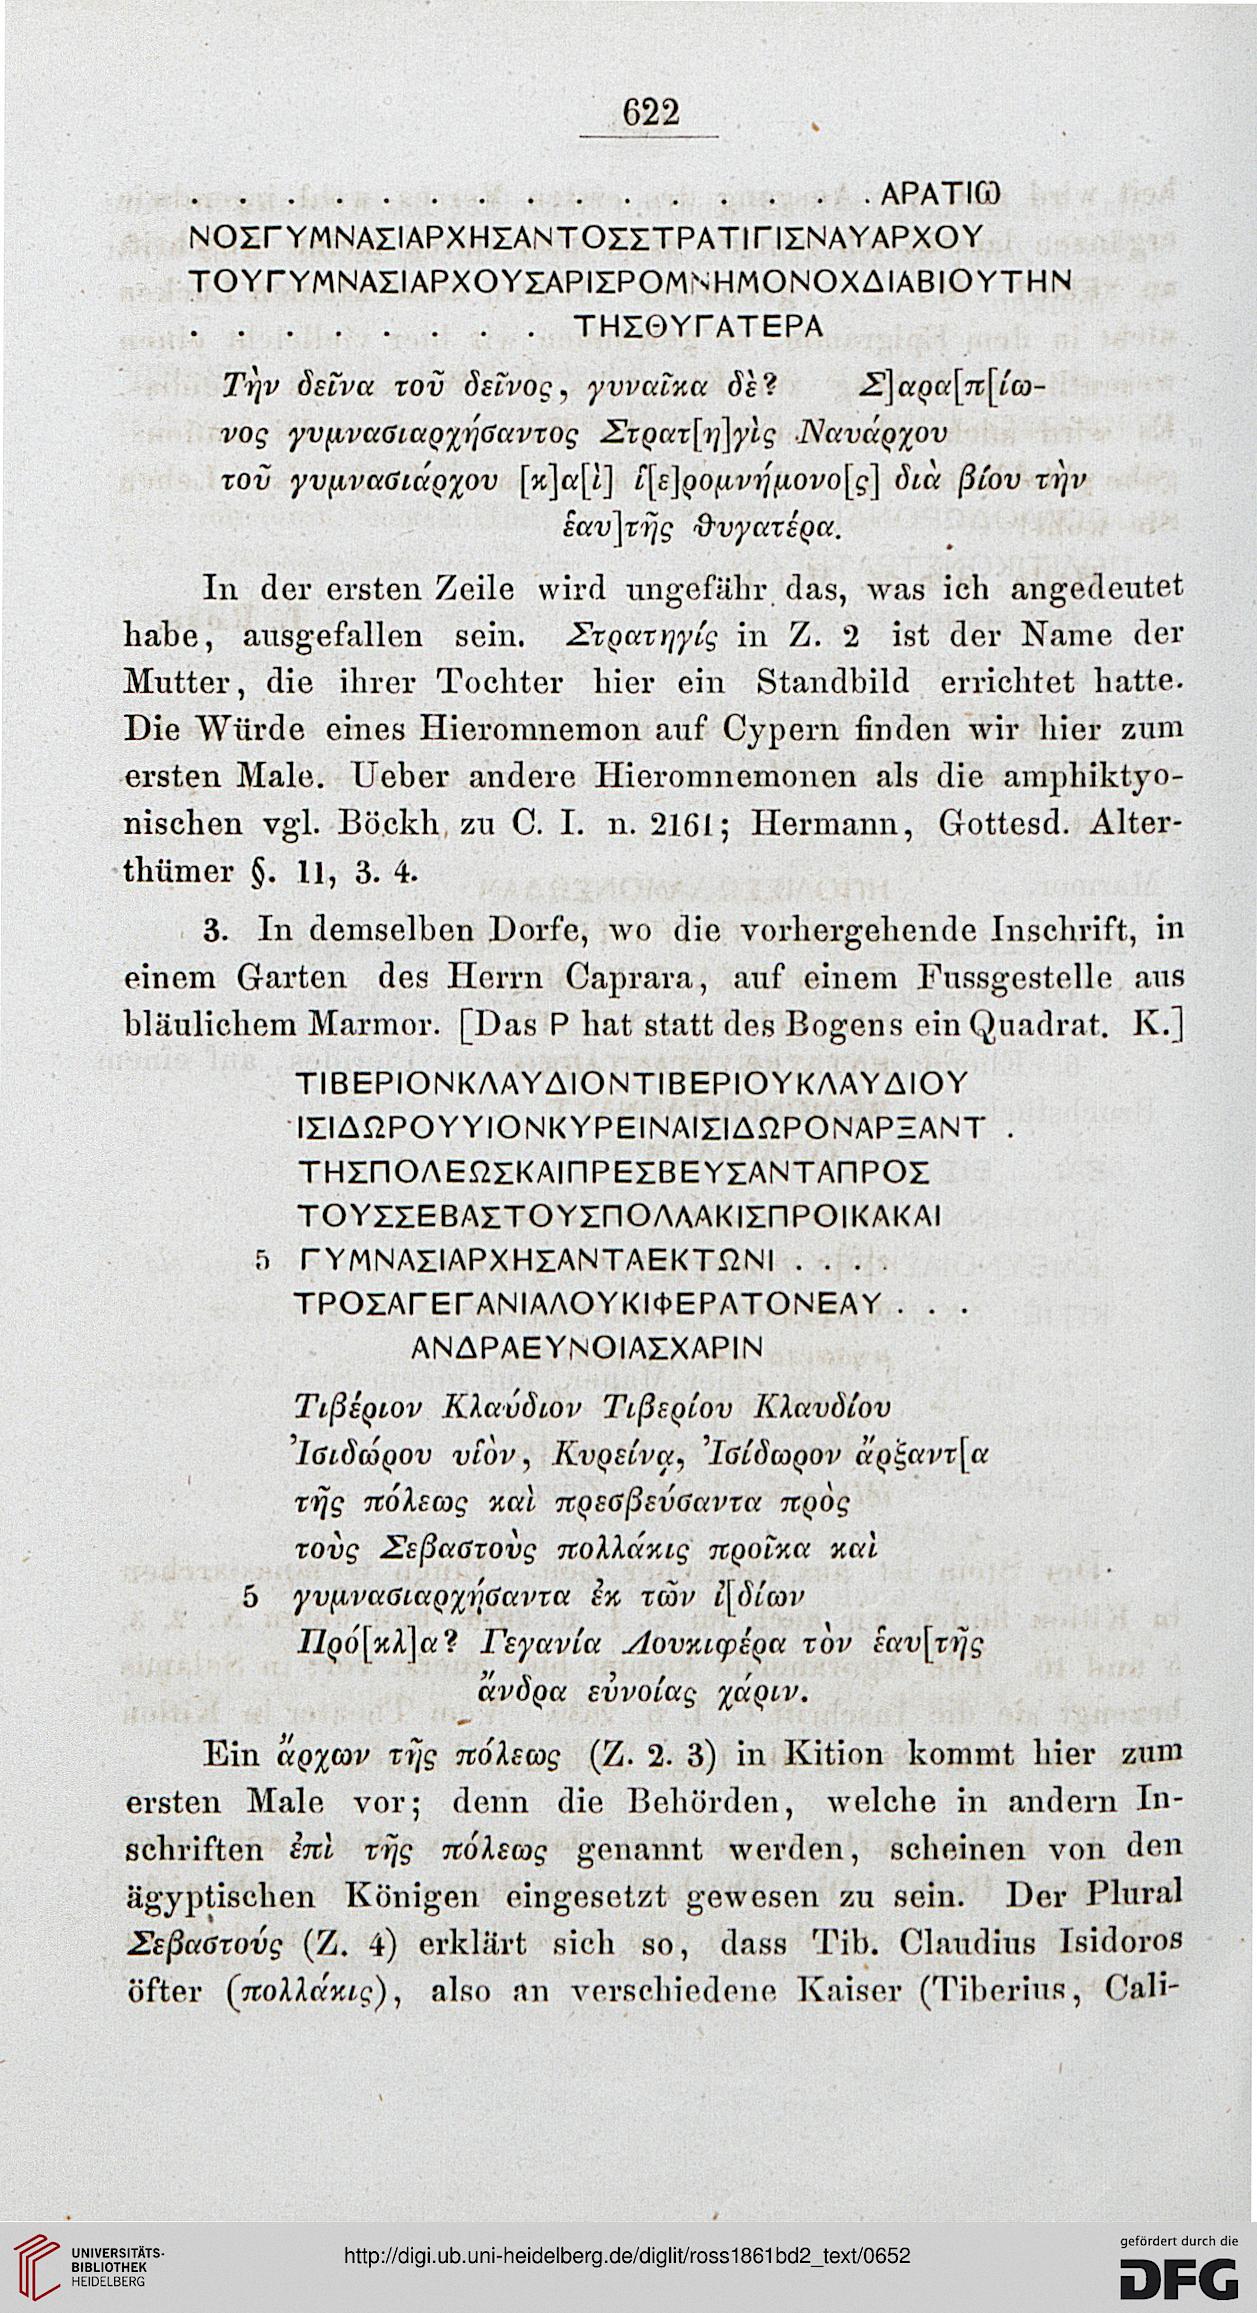 622
. . . . . . . . . . . . . . . ΑΡΑΤΙѠ
ΝΟΣΓΥΜΝΑΣΙΑΡΧΗΣΑΝΤΟΣΣΤΡΑΤΙΓΙΣΝΑΥΑΡΧΟΥ
ΤΟΥΓΥΜΝΑΣΙΑΡΧΟΥΣΑΡΙΣΡΟΜΝΗΜΟΝΟΧΔΙΑΒΙΟΥΤΗΝ
. . . . . . . . ΤΗΣΘΥΓΑΤΕΡΑ
Τὴν δεῖνα τοῦ δεῖνος, γυναῖκα δὲ? Σ]αρα[π[ίω-
νος γυμνασιαρχήσαντος Στρατ[η]γὶς Ναυάρχου
τοῦ γυμνασιάρχου [κ]α[ὶ] ἱ[ε]ρομνήμονο[ς] διὰ βίου τὴν
ἑαυ]τῆς θυγατέρα.
In der ersten Zeile wird ungefähr das, was ich angedeutet
habe, ausgefallen sein. Στρατηγίς in Z. 2 ist der Name der
Mutter, die ihrer Tochter hier ein Standbild errichtet hatte.
Die Würde eines Hieromnemon auf Cypern finden wir hier zum
ersten Male. Ueber andere Hieromnemonen als die amphiktyo-
nischen vgl. Böckh zu C. I. n. 2161; Hermann, Gottesd. Alter-
thümer §. 11, 3. 4.
3. In demselben Dorfe, wo die vorhergehende Inschrift, in
einem Garten des Herrn Caprara, auf einem Fussgestelle aus
bläulichem Marmor. [Das P hat statt des Bogens ein Quadrat. K.]
ΤΙΒΕΡΙΟΝΚΛΑΥΔΙΟΝΤΙΒΕΡΙΟΥΚΛΑΥΔΙΟΥ
ΙΣΙΔΩΡΟΥΥΙΟΝΚΥΡΕΙΝΑΙΣΙΔΩΡΟΝΑΡΞΑΝΤ .
ΤΗΣΠΟΛΕΩΣΚΑΙΠΡΕΣΒΕΥΣΑΝΤΑΠΡΟΣ
ΤΟΥΣΣΕΒΑΣΤΟΥΣΠΟΛΛΑΚΙΣΠΡΟΙΚΑΚΑΙ
5 ΓΥΜΝΑΣΙΑΡΧΗΣΑΝΤΑΕΚΤΩΝΙ . . . .
ΤΡΟΣΑΓΕΓΑΝΙΑΛΟΥΚΙΦΕΡΑΤΟΝΕΑΥ . . .
ΑΝΔΡΑΕΥΝΟΙΑΣΧΑΡΙΝ
Τιβέριον Κλαύδιον Τιβερίου Κλαυδίου
Ἰσιδώρου υἱὸν, Κυρείνᾳ, Ἰσίδωρον ἄρξαντ[α
τῆς πόλεως καὶ πρεσβεύσαντα πρὸς
τοὺς Σεβαστοὺς πολλάκις προῖκα καὶ
5 γυμνασιαρχήσαντα ἐκ τῶν ἰ[δίων
Πρό[κλ]α? Γεγανία Λουκιφέρα τὸν ἑαυ[τῆς
ἄνδρα εὐνοίας χάριν.
Ein ἄρχων τῆς πόλεως (Z. 2. 3) in Kition kommt hier zum
ersten Male vor; denn die Behörden, welche in andern In-
schriften ἐπὶ τῆς πόλεως genannt werden, scheinen von den
ägyptischen Königen eingesetzt gewesen zu sein. Der Plural
Σεβαστούς (Z. 4) erklärt sich so, dass Tib. Claudius Isidoros
öfter (πολλάκις), also an verschiedene Kaiser (Tiberius, Cali-
UNIVERSITÄTS-
BIBLIOTHEK
HEIDELBERG
http://digi.ub.uni-heidelberg.de/diglit/ross1861bd2_text/0652
gefördert durch die
DFG